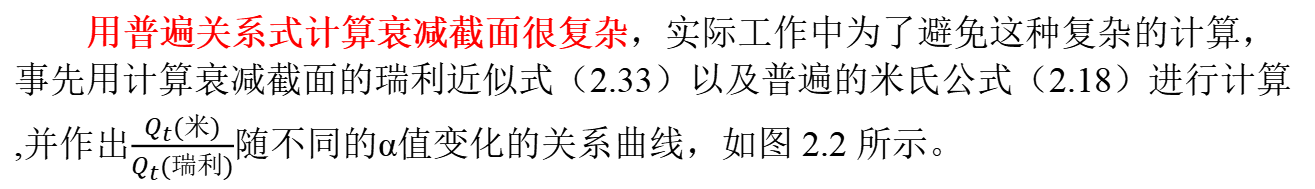 用普遍关系式计算衰减截面很复杂，实际工作中为了避免这种复杂的计算，
事先用计算衰减截面的瑞利近似式（2.33）以及普遍的米氏公式（2.18）进行计算
,并作出Qt(米)/Qt(瑞利)随不同的α值变化的关系曲线，如图 2.2 所示。